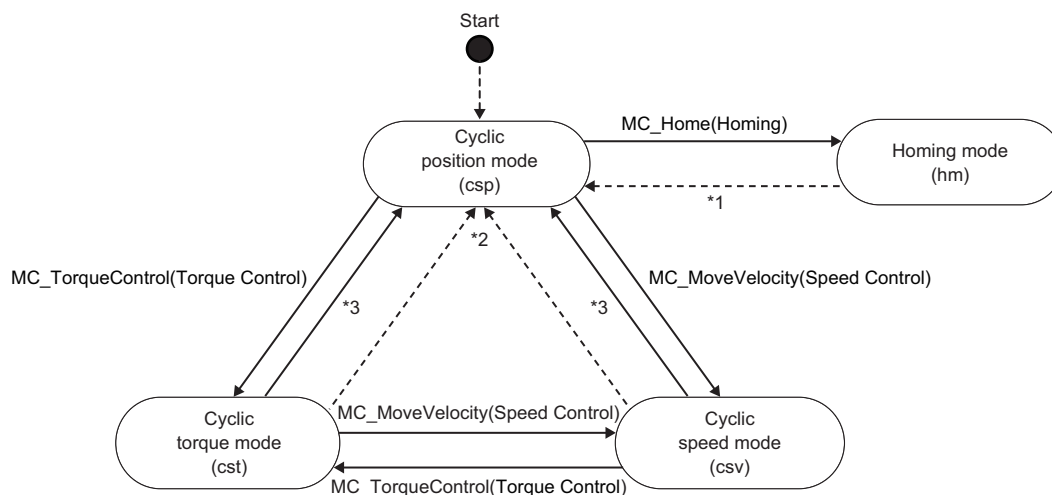 Start
Cyclic
position mode
(csp)
MC_Home(Homing)
Homing mode
(hm)
*1
*2
MC_TorqueControl(Torque Control)
*3
*3
MC_MoveVelocity(Speed Control)
Cyclic
torque mode
(cst)
MC_MoveVelocity(Speed Control)
Cyclic
speed mode
(csv)
MC_TorqueControl(Torque Control)